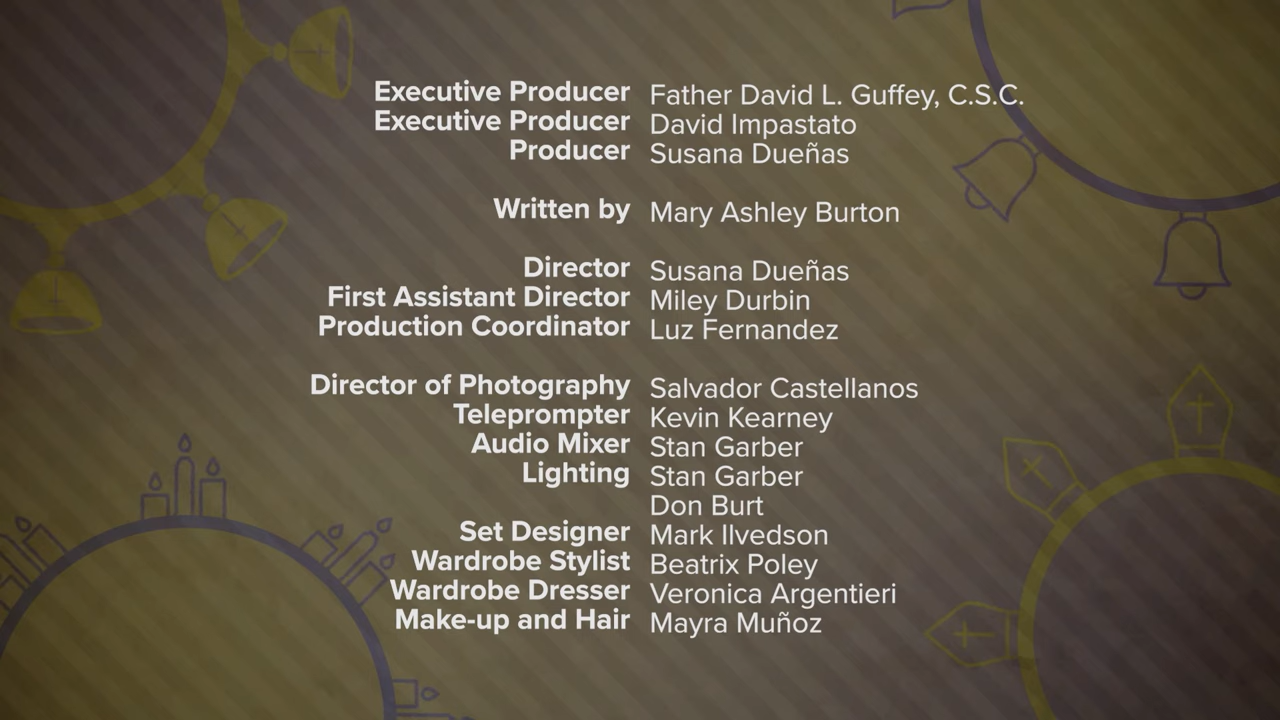 Executive Producer Father David L. Guffey, C.S.C.
Executive Producer David Impastato
Producer Susana Dueñas
Written by Mary Ashley Burton
Director Susana Dueñas
First Assistant Director Miley Durbin
Production Coordinator Luz Fernandez
Director of Photography Salvador Castellanos
Teleprompter Kevin Kearney
Audio Mixer Stan Garber
Lighting Stan Garber
Don Burt
Set Designer Mark Ilvedson
Wardrobe Stylist Beatrix Poley
Wardrobe Dresser Veronica Argentieri
Make-up and Hair Mayra Muñoz